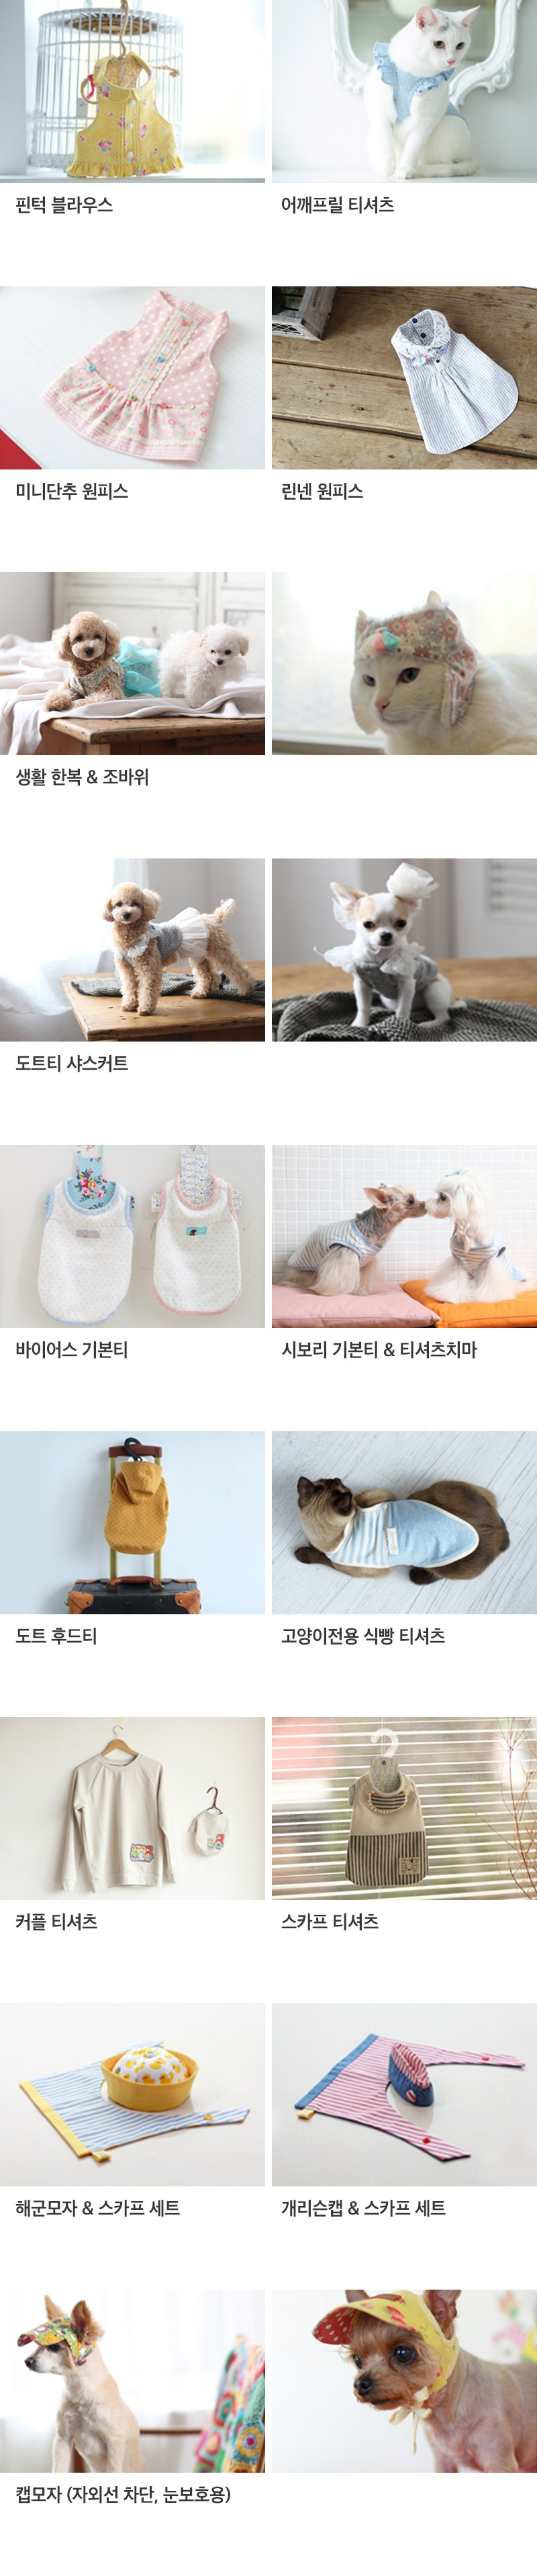 핀턱 블라우스
어깨프릴 티셔츠
미니단추 원피스
린넨 원피스
생활 한복 & 조바위
도트티 샤스커트
바이어스 기본티
시보리 기본티 & 티셔츠치마
도트 후드티
고양이전용 식빵 티셔츠
커플 티셔츠
스카프 티셔츠
해군모자 & 스카프 세트
개리슨캡 & 스카프 세트
캡모자 (자외선 차단, 눈보호용)